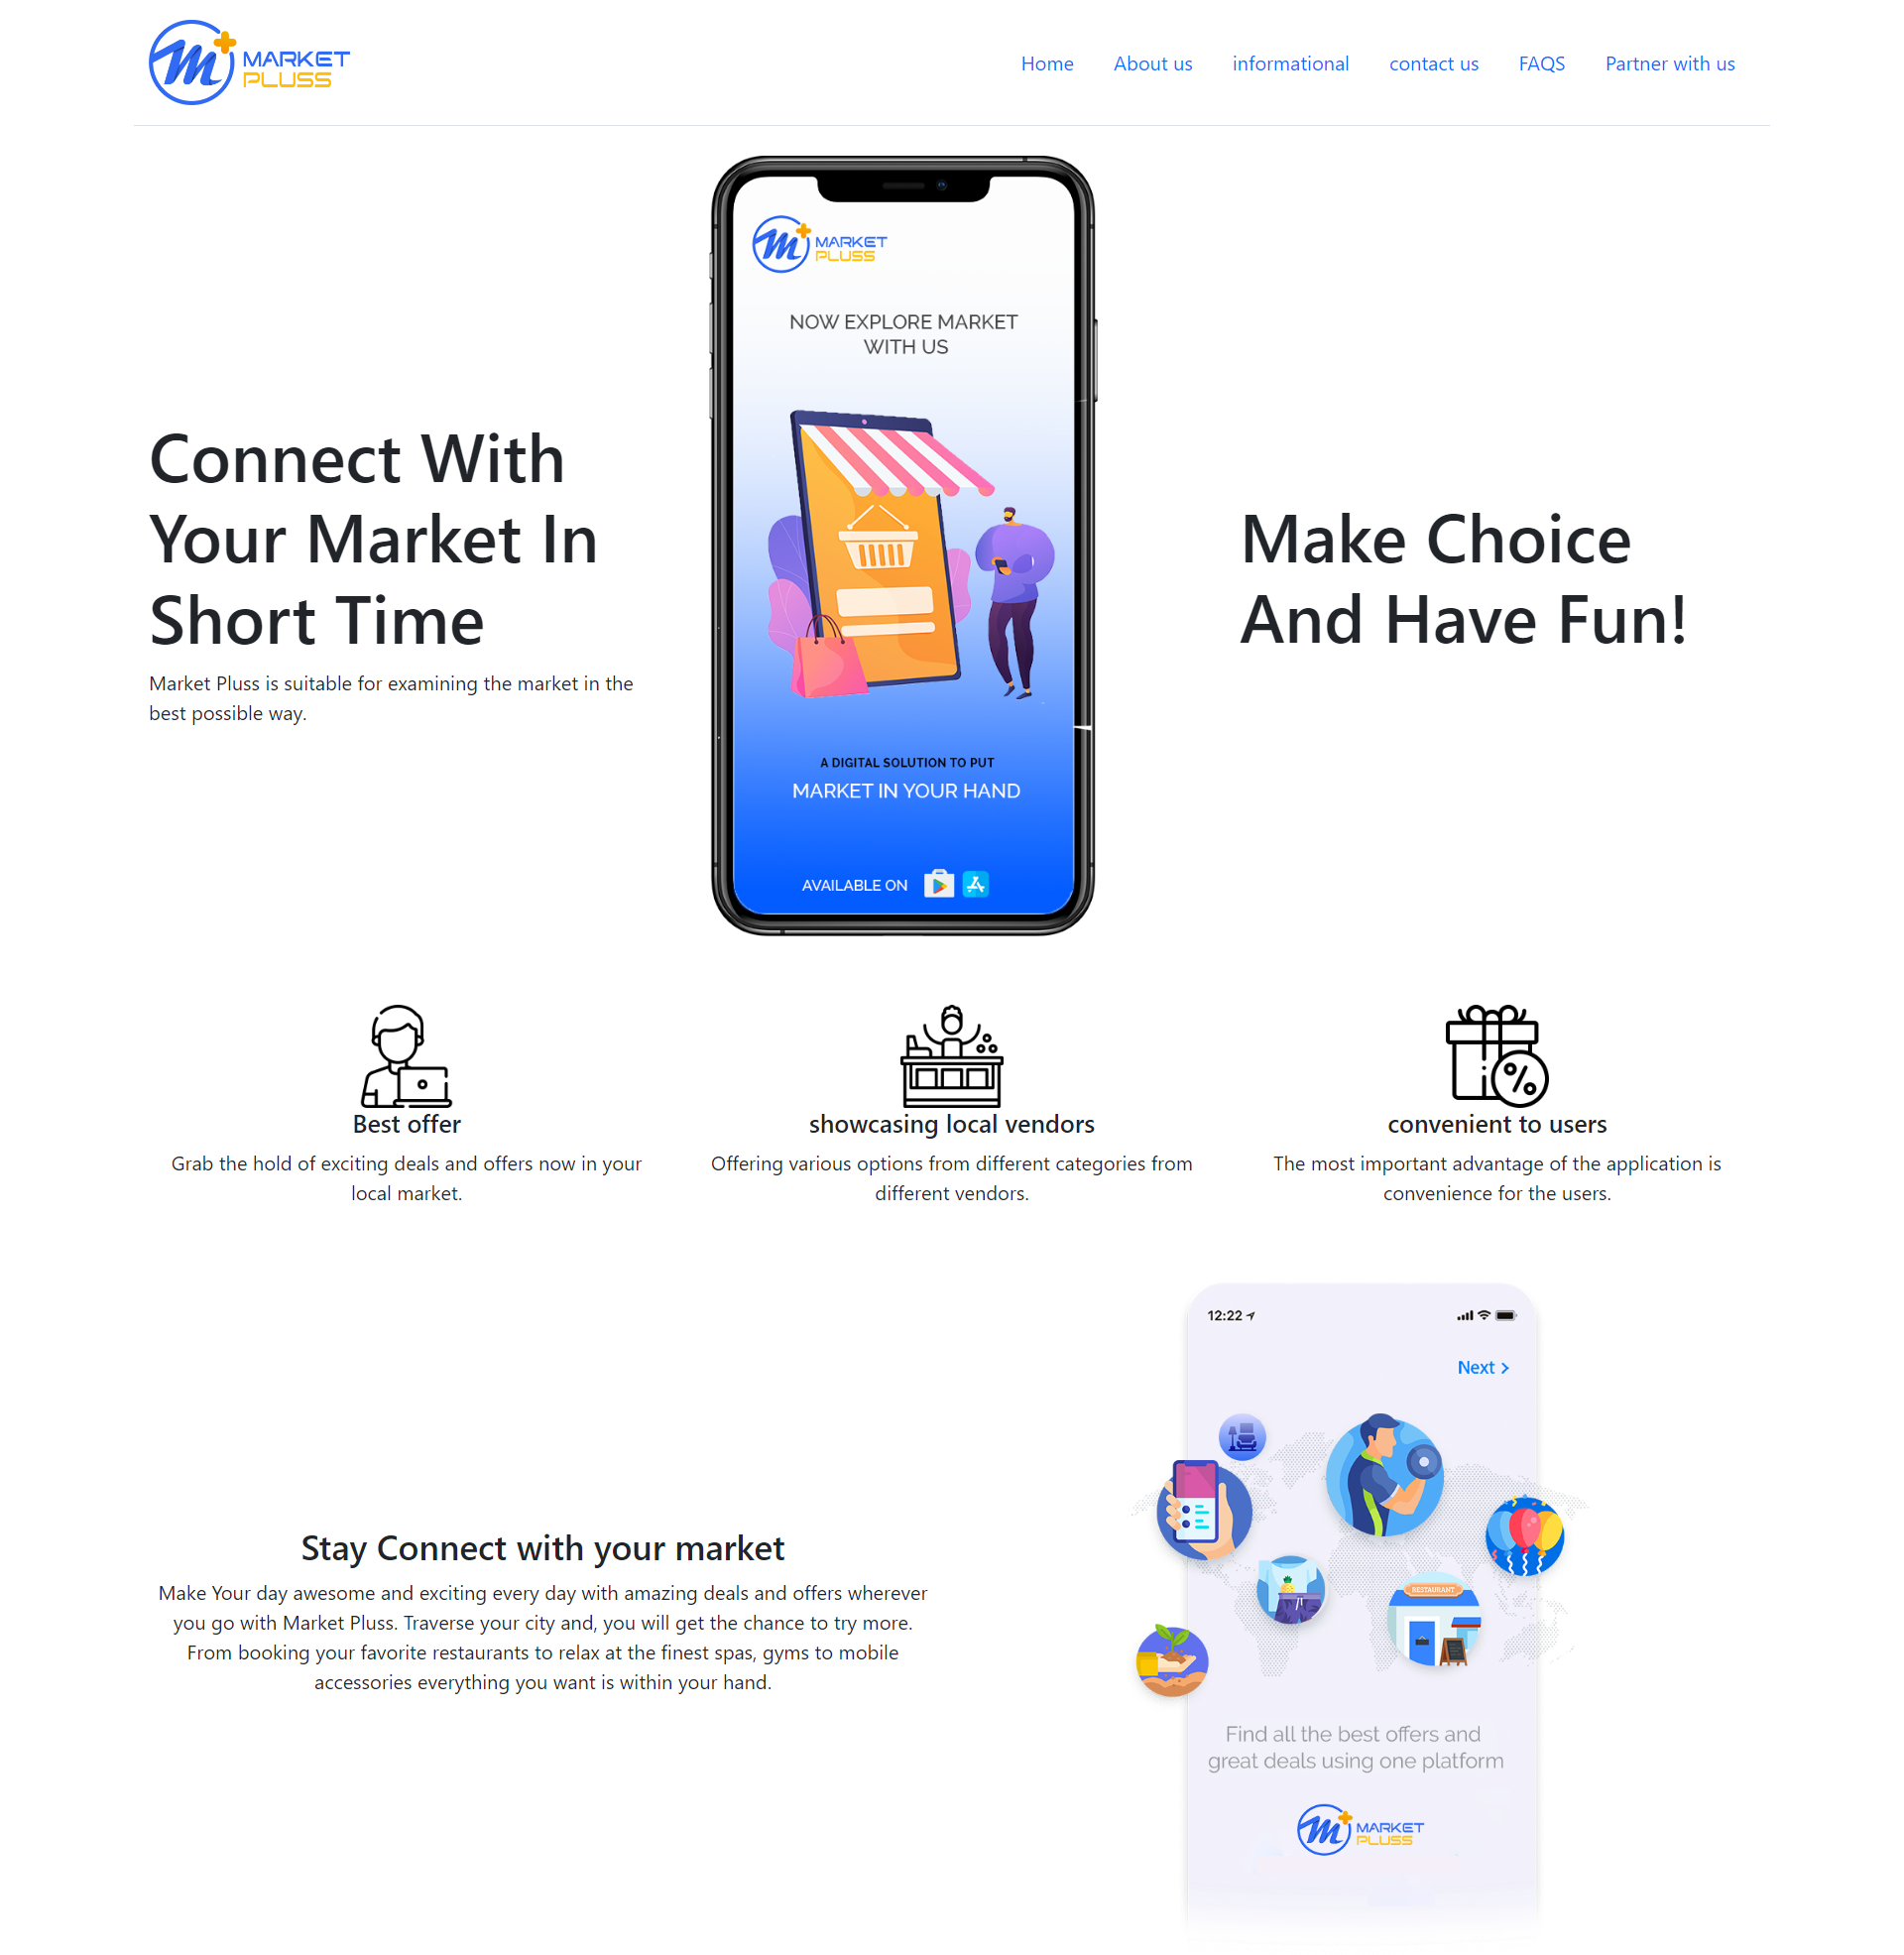 MARKET
PLUSS
Home
About us
informational
contact us
FAQS
Partner with us
MARKET
PLUSS
NOW EXPLORE MARKET
WITH US
Connect With
Your Market In
Short Time
Market Pluss is suitable for examining the market in the
best possible way.
A DIGITAL SOLUTION TO PUT
MARKET IN YOUR HAND
AVAILABLE ON
Make Choice
And Have Fun!
Best offer
Grab the hold of exciting deals and offers now in your
local market.
showcasing local vendors
Offering various options from different categories from
different vendors.
convenient to users
The most important advantage of the application is
convenience for the users.
Stay Connect with your market
Make Your day awesome and exciting every day with amazing deals and offers wherever
you go with Market Pluss. Traverse your city and, you will get the chance to try more.
From booking your favorite restaurants to relax at the finest spas, gyms to mobile
accessories everything you want is within your hand.
12:22
Next >
RESTAURANT
Find all the best offers and
great deals using one platform
MARKET
PLUSS